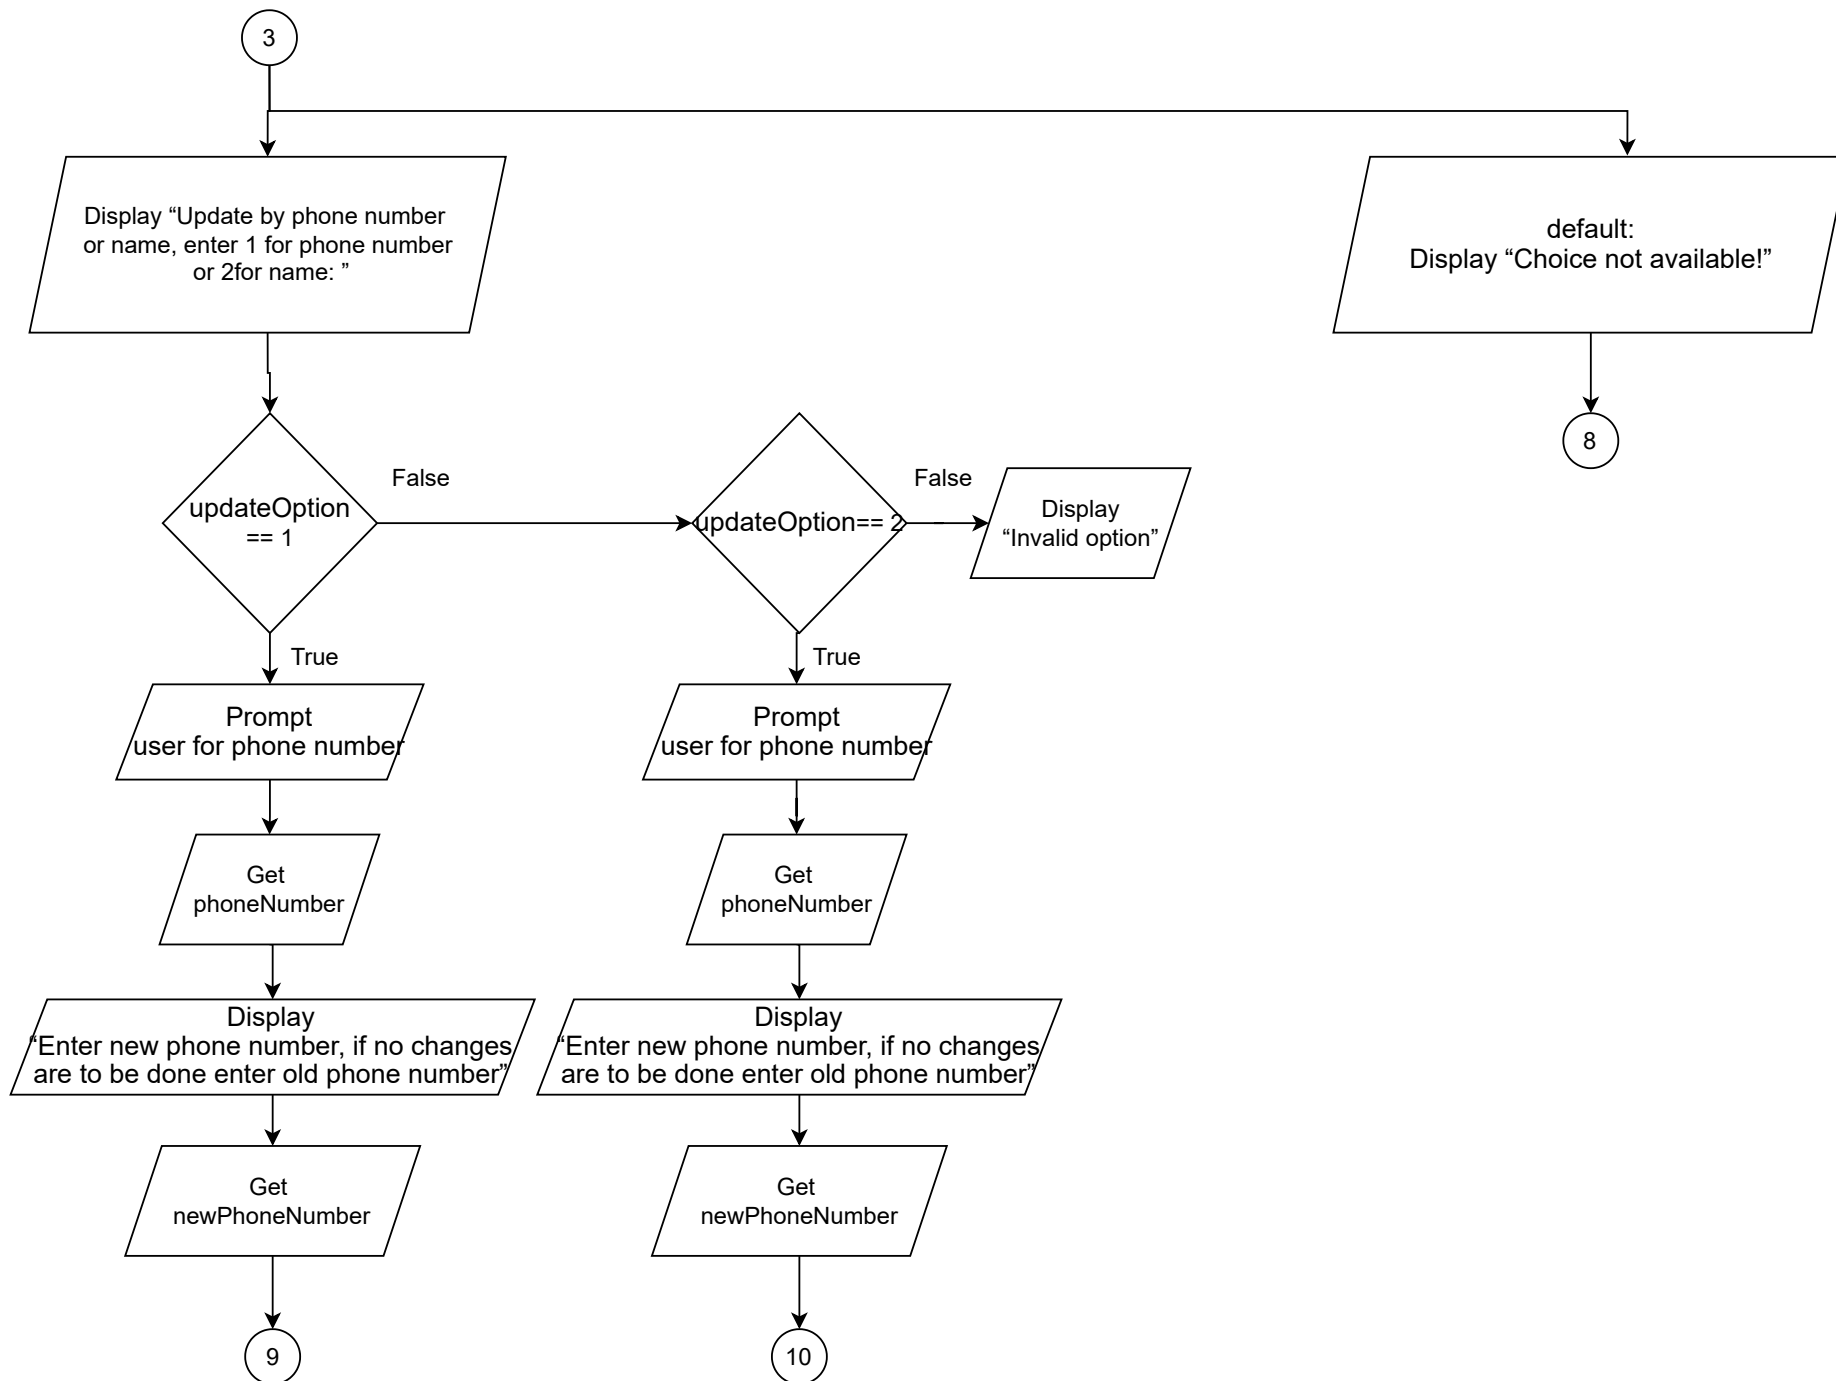 3
Display “Update by phone number
or name, enter 1 for phone number
or 2for name: ”
default:
Display “Choice not available!”
8
updateOption
== 1
False
updateOption== 2
False
Display
“Invalid option”
True
True
Prompt
user for phone number
Prompt
user for phone number
Get
phoneNumber
Get
phoneNumber
Display
“Enter new phone number, if no changes
are to be done enter old phone number”
Display
“Enter new phone number, if no changes
are to be done enter old phone number”
Get
newPhoneNumber
Get
newPhoneNumber
9
10